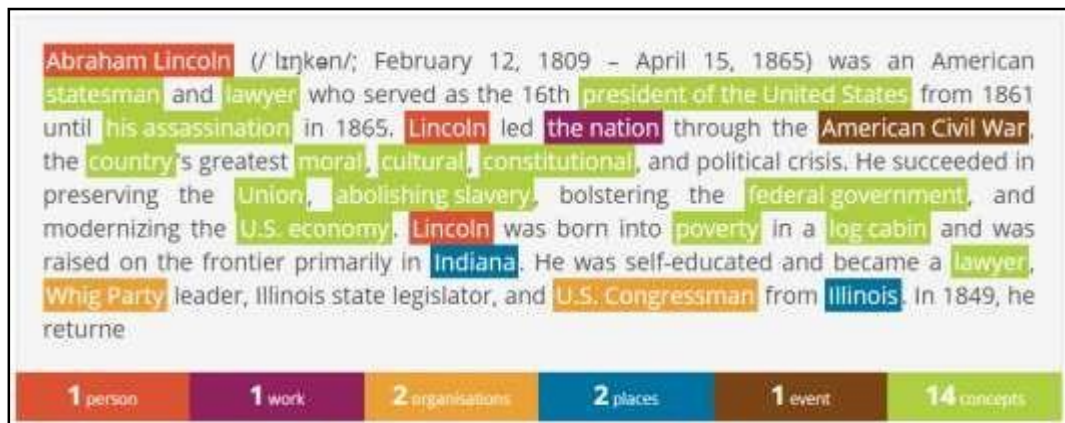 Abraham Lincoln (/ˈlɪŋkən/; February 12, 1809 – April 15, 1865) was an American
statesman and lawyer who served as the 16th president of the United States from 1861
until his assassination in 1865. Lincoln led the nation through the American Civil War,
the country's greatest moral, cultural, constitutional, and political crisis. He succeeded in
preserving the Union, abolishing slavery, bolstering the federal government, and
modernizing the U.S. economy. Lincoln was born into poverty in a log cabin and was
raised on the frontier primarily in Indiana. He was self-educated and became a lawyer,
Whig Party leader, Illinois state legislator, and U.S. Congressman from Illinois. In 1849, he
returne
1 person 1 work 2 organisations 2 places 1 event 14 concepts